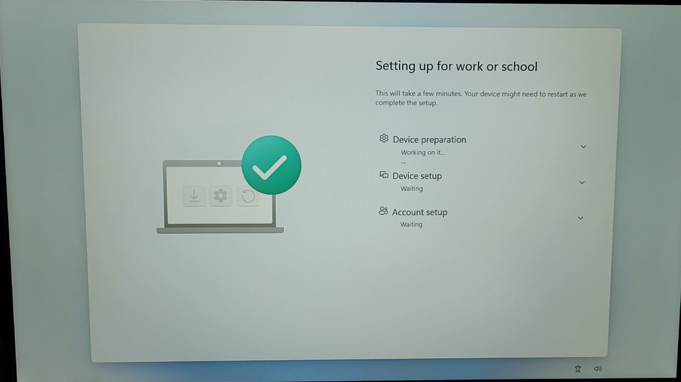 Setting up for work or school
This will take a few minutes. Your device might need to restart as we
complete the setup.
Device preparation
Working on it...
Device setup
Waiting
Account setup
Waiting